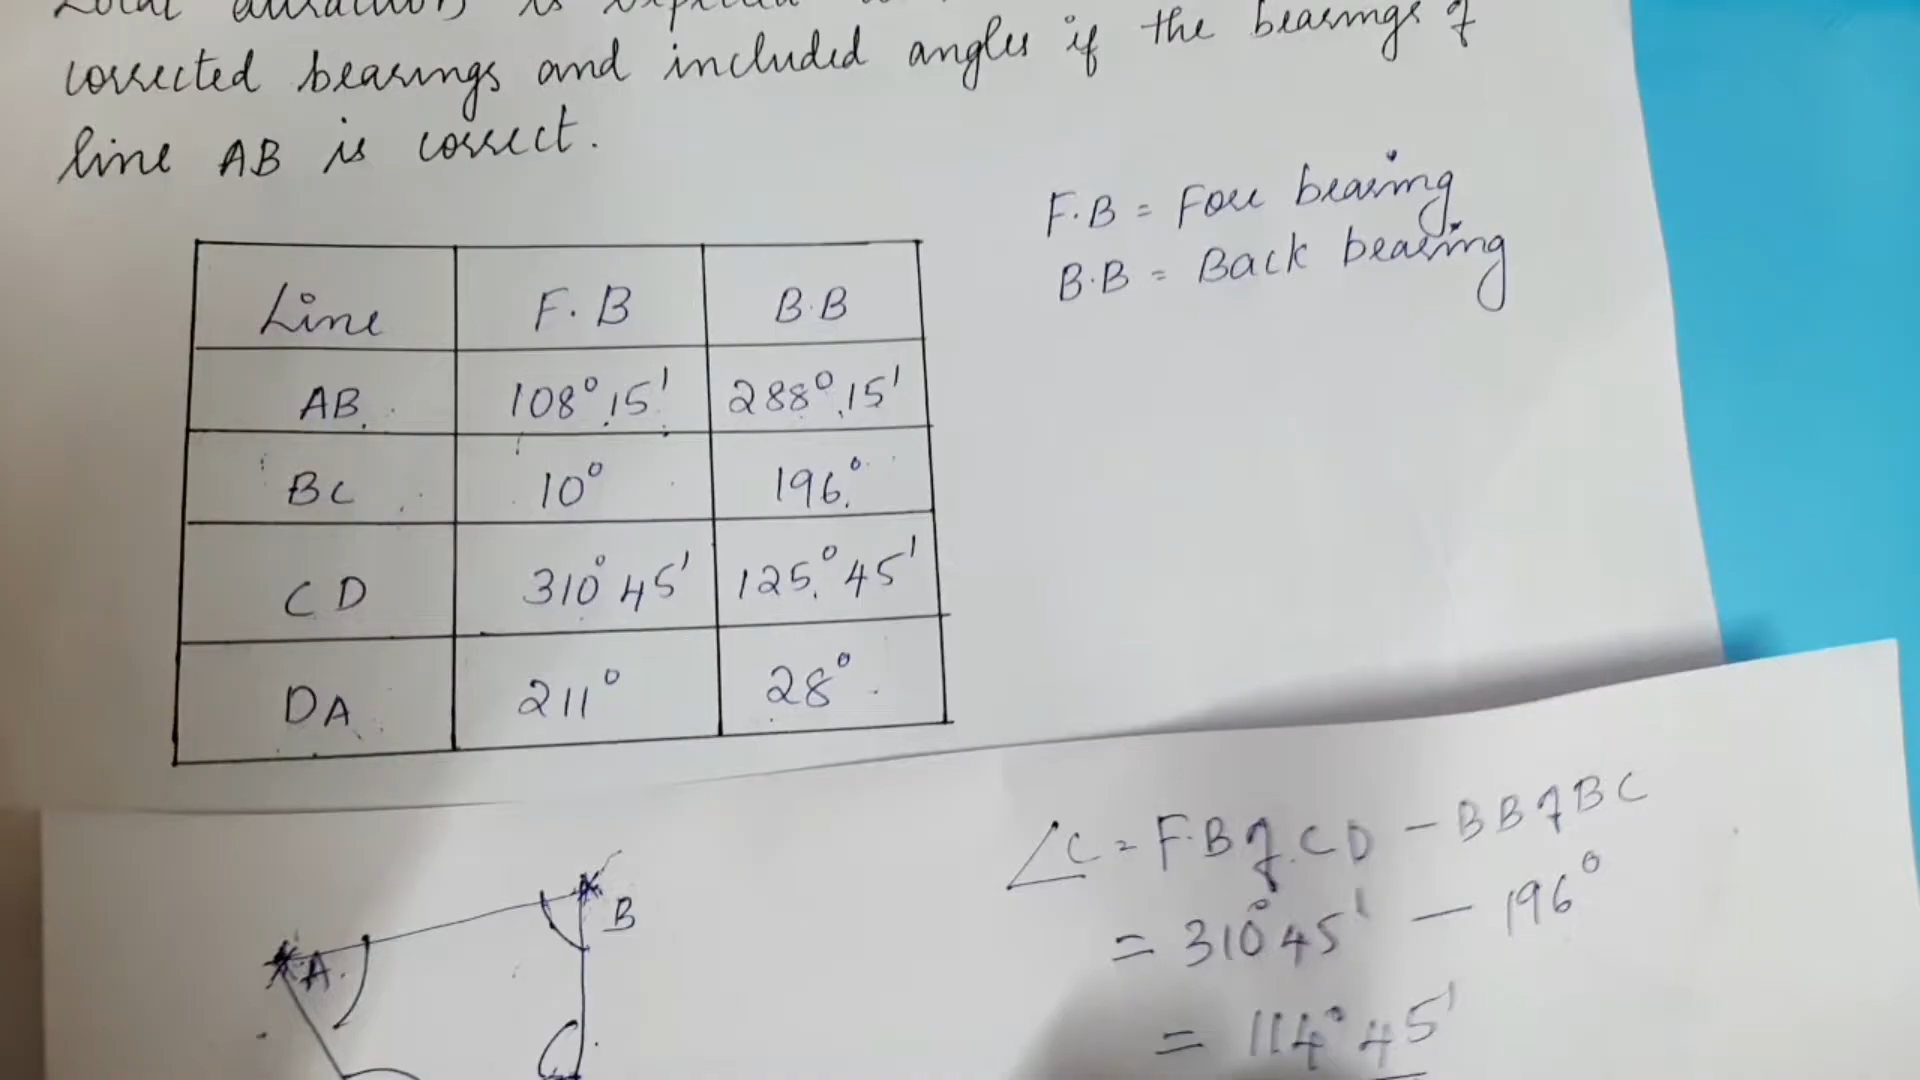 corrected bearings and included angles if the bearings of
line AB is correct.
F.B = Fore bearing
B.B = Back bearing
Line F.B B.B
AB 108° 15' 288° 15'
BC 10° 196°
CD 310° 45' 125° 45'
DA 211° 28°
∠C = F.B of CD - BB of BC
= 310° 45' - 196°
= 114° 45'
A
B